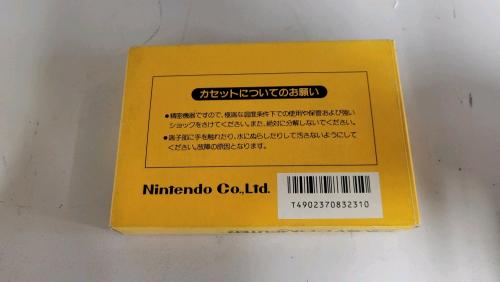 カセットについてのお願い
●精密機器ですので、極端な温度条件下での使用や保管および強い
ショックをさけてください。また、絶対に分解しないでください。
●端子部に手を触れたり、水にぬらしたりして汚さないようにして
ください。故障の原因となります。
Nintendo Co.,Ltd.
T4902370832310